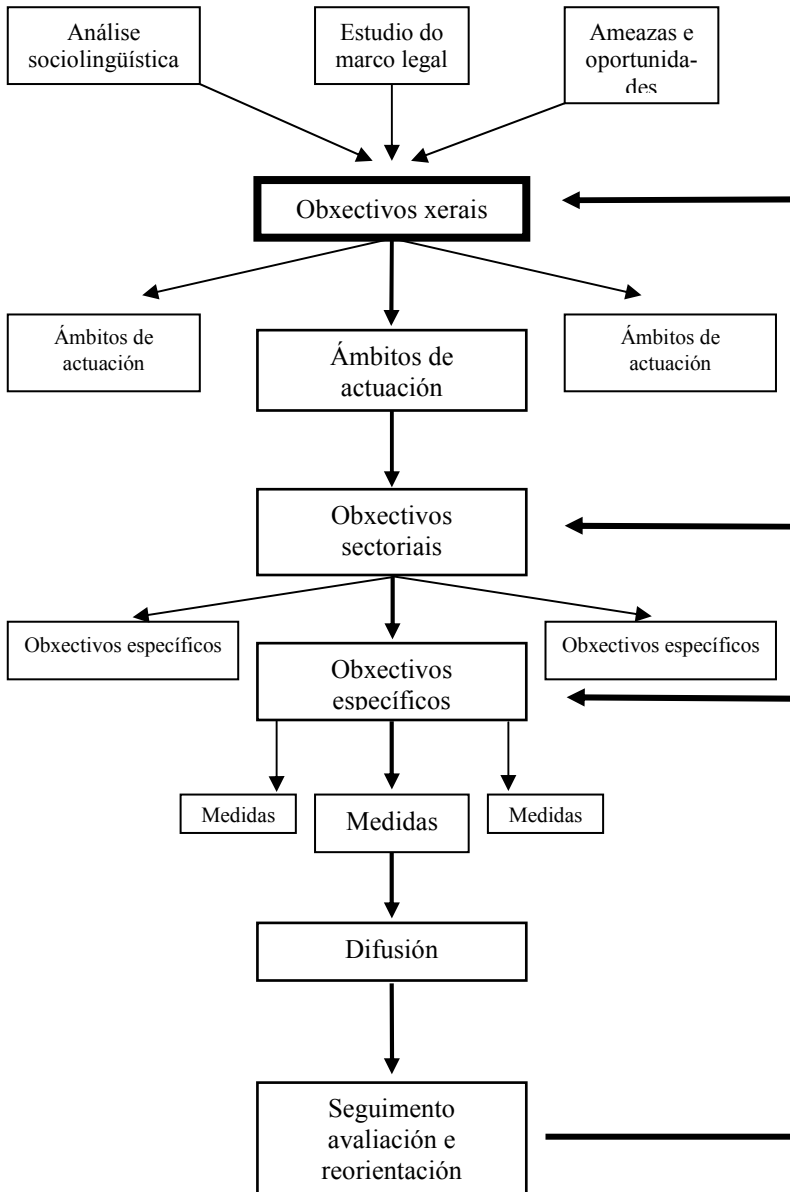 Análise
sociolingüística
Estudio do
marco legal
Ameazas e
oportunida-
des
Obxectivos xerais
Ámbitos de
actuación
Ámbitos de
actuación
Ámbitos de
actuación
Obxectivos
sectoriais
Obxectivos específicos
Obxectivos
específicos
Obxectivos específicos
Medidas
Medidas
Medidas
Difusión
Seguimento
avaliación e
reorientación